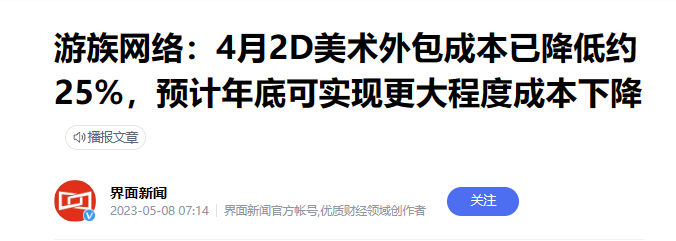 游族网络：4月2D美术外包成本已降低约
25%，预计年底可实现更大程度成本下降
播报文章
界面新闻
2023-05-08 07:14 界面新闻官方帐号,优质财经领域创作者
关注